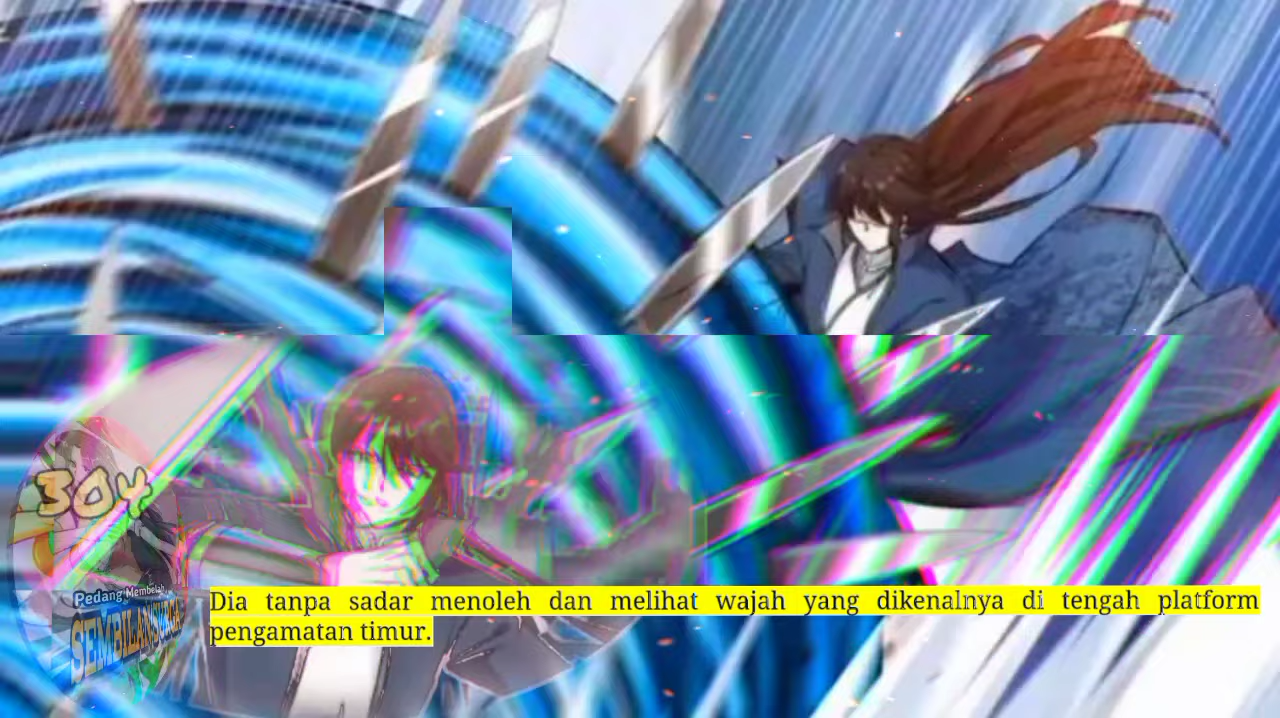 304
Pedang Membelah
SEMBILAN SURGA
Dia tanpa sadar menoleh dan melihat wajah yang dikenalnya di tengah platform
pengamatan timur.